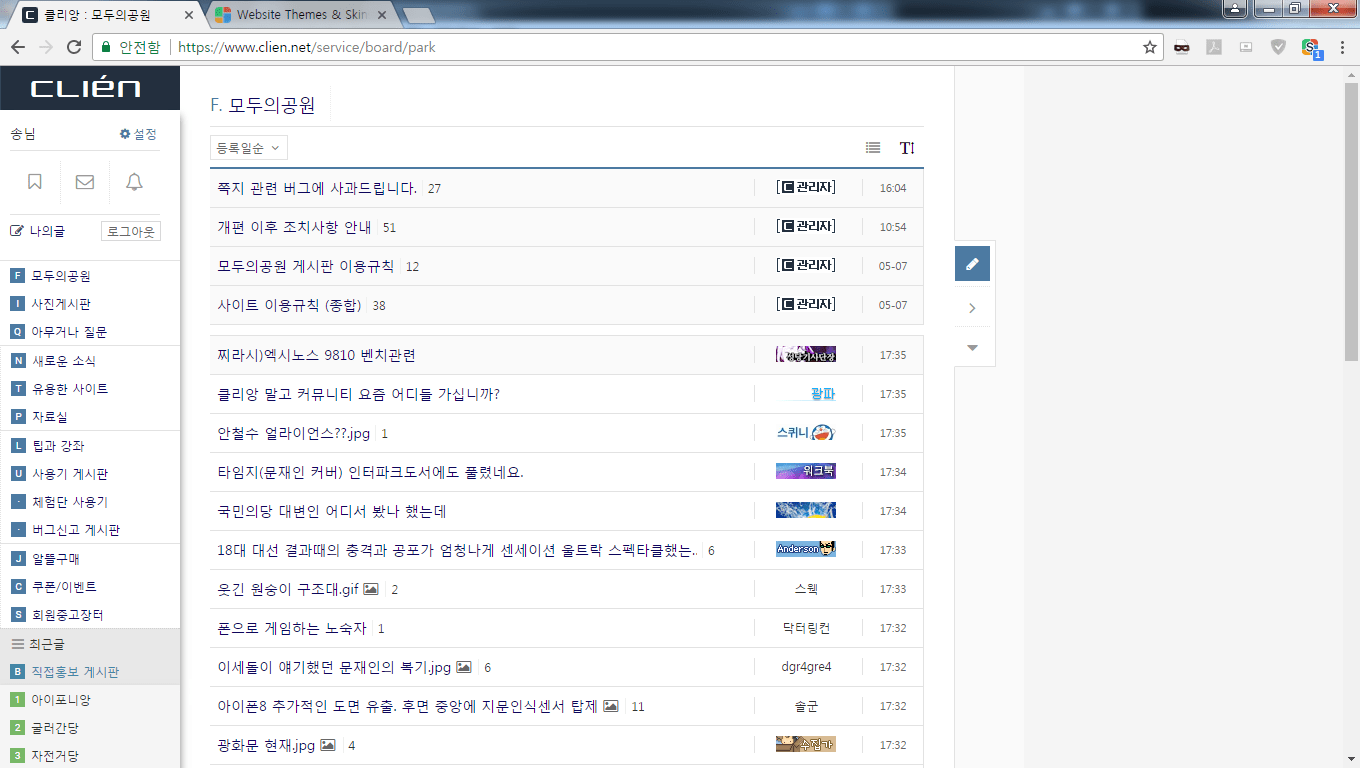 클리앙 : 모두의공원
Website Themes & Skin
안전함
https://www.clien.net/service/board/park
CLIÉN
송님
설정
나의글
로그아웃
F 모두의공원
I 사진게시판
Q 아무거나 질문
N 새로운 소식
T 유용한 사이트
P 자료실
L 팁과 강좌
U 사용기 게시판
· 체험단 사용기
· 버그신고 게시판
J 알뜰구매
C 쿠폰/이벤트
S 회원중고장터
최근글
B 직접홍보 게시판
1 아이포니앙
2 굴러간당
3 자전거당
F. 모두의공원
등록일순
쪽지 관련 버그에 사과드립니다. 27 [C 관리자] 16:04
개편 이후 조치사항 안내 51 [C 관리자] 10:54
모두의공원 게시판 이용규칙 12 [C 관리자] 05-07
사이트 이용규칙 (종합) 38 [C 관리자] 05-07
찌라시)엑시노스 9810 벤치관련 17:35
클리앙 말고 커뮤니티 요즘 어디들 가십니까? 광파 17:35
안철수 얼라이언스??.jpg 1 스퀴니 17:35
타임지(문재인 커버) 인터파크도서에도 풀렸네요. 워크북 17:34
국민의당 대변인 어디서 봤나 했는데 17:34
18대 대선 결과때의 충격과 공포가 엄청나게 센세이션 울트락 스펙타클했는.. 6 Anderson 17:33
웃긴 원숭이 구조대.gif 2 스웩 17:33
폰으로 게임하는 노숙자 1 닥터링컨 17:32
이세돌이 얘기했던 문재인의 복기.jpg 6 dgr4gre4 17:32
아이폰8 추가적인 도면 유출. 후면 중앙에 지문인식센서 탑제 11 솔군 17:32
광화문 현재.jpg 4 수집가 17:32